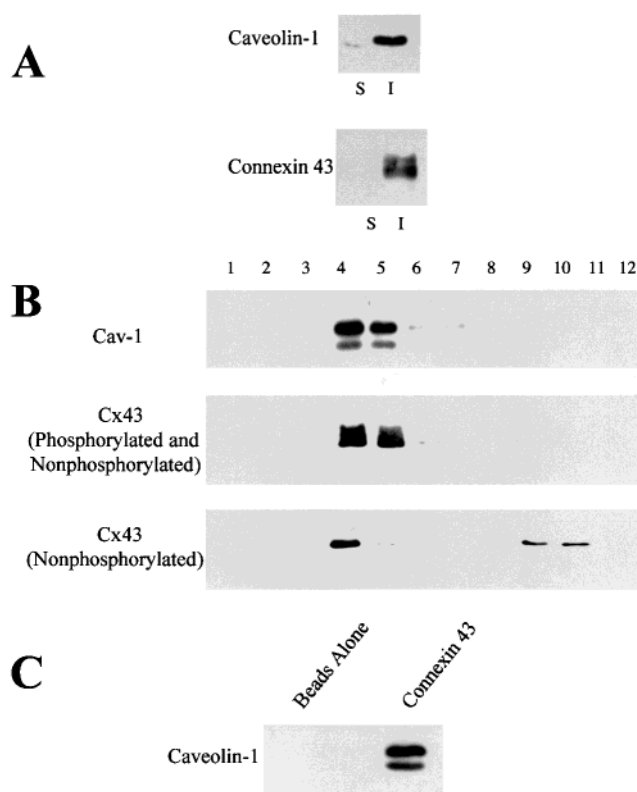 A
Caveolin-1
S I
Connexin 43
S I
1 2 3 4 5 6 7 8 9 10 11 12
B
Cav-1
Cx43
(Phosphorylated and
Nonphosphorylated)
Cx43
(Nonphosphorylated)
C
Beads Alone
Connexin 43
Caveolin-1